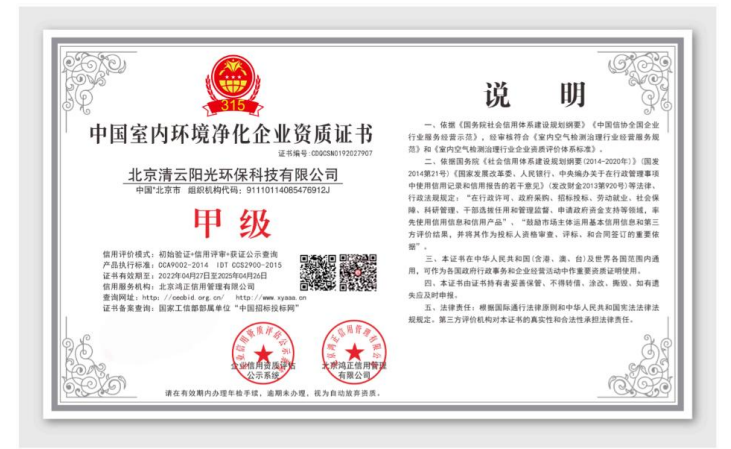 315
中国室内环境净化企业资质证书
证书编号:CDQCSN0192027907
北京清云阳光环保科技有限公司
中国*北京市 组织机构代码:91110114085476912J
甲 级
信用评价模式:初始验证+信用评审+获证公示查询
产品执行标准:OCA9002-2014 IDT CCS2900-2015
证书有效期至:2022年04月27日至2025年04月26日
信用服务机构:北京鸿正信用管理有限公司
查询网址:http://cecbid.org.cn/ http://www.xyaaa.cn
证书备案查询:国家工信部部属单位“中国招标投标网”
企业信用资质评估
公示系统
北京鸿正信用管理
有限公司
请在有效期内办理年检手续,逾期未办理,视为自动放弃资质。
说 明
一、依据《国务院社会信用体系建设规划纲要》《中国信协全国企业
行业服务经营示范》,经审核符合《室内空气检测治理行业经营服务规
范》和《室内空气检测治理行业企业资质评价体系标准》。
二、依据国务院《社会信用体系建设规划纲要(2014-2020年)》(国发
2014第21号)《国家发展改革委、人民银行、中央编办关于在行政管理事项
中使用信用记录和信用报告的若干意见》(发改财金2013第920号)等法律、
行政法规规定:“在行政许可、政府采购、招标投标、劳动就业、社会保
障、科研管理、干部选拔任用和管理监督、申请政府资金支持等领域,率
先使用信用信息和信用产品”、“鼓励市场主体运用基本信用信息和第三
方评价结果,并将其作为投标人资格审查、评标、和合同签订的重要依
据”。
三、本证书在中华人民共和国(含港、澳、台)及世界各国范围内通
用,可作为各国政府行政事务和企业经营活动中作重要资质证明使用。
四、本证书由证书持有者妥善保管、不得转借、涂改、撕毁、如有遗
失应及时申报。
五、法律责任:根据国际通行法律原则和中华人民共和国宪法法律法
规规定、第三方评价机构对本证书的真实性和合法性承担法律责任。